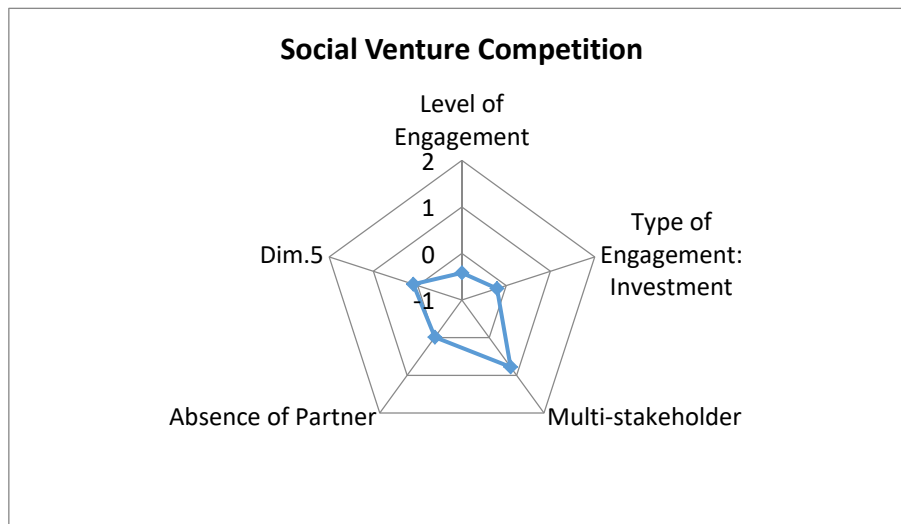 Social Venture Competition
Level of
Engagement
2
1
0
-1
Type of
Engagement:
Investment
Dim.5
Absence of Partner
Multi-stakeholder